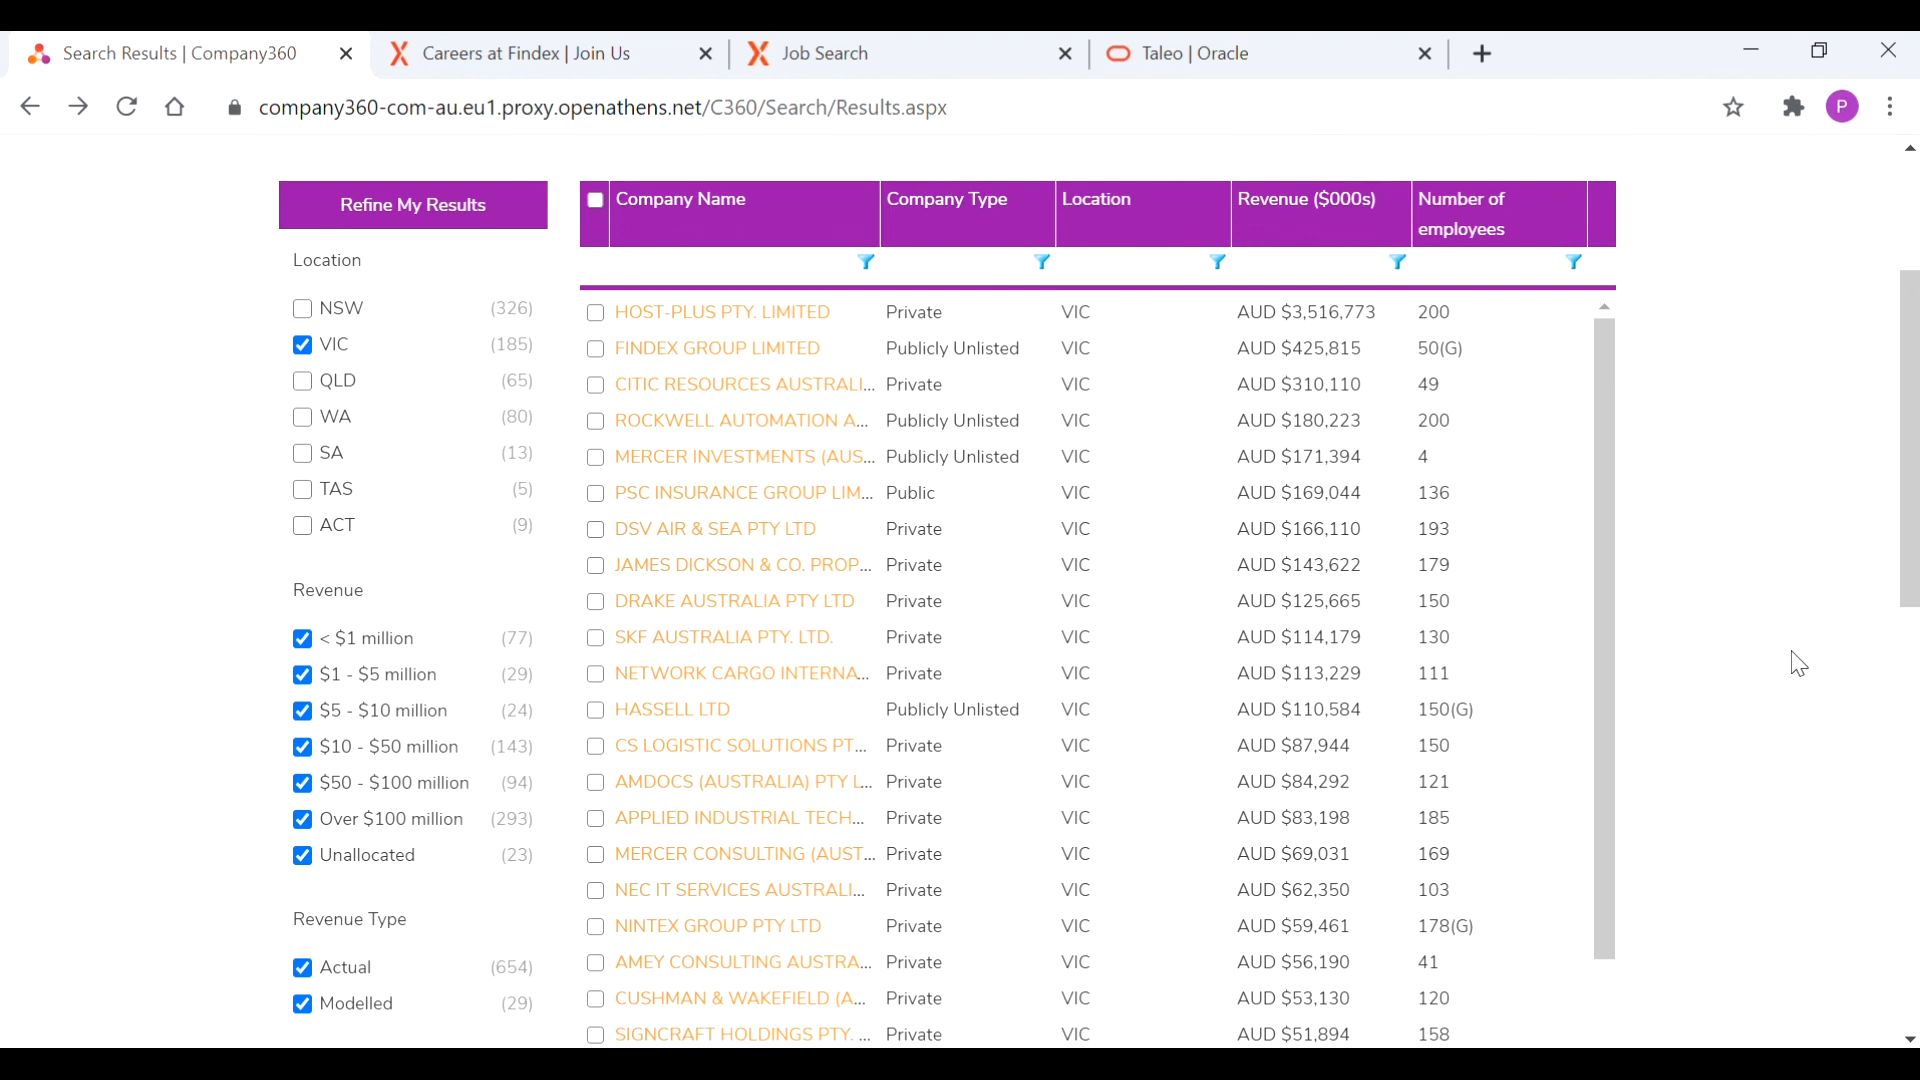 Search Results | Company360
Careers at Findex | Join Us
Job Search
Taleo | Oracle
company360-com-au.eu1.proxy.openathens.net/C360/Search/Results.aspx
P
Refine My Results
Location
NSW (326)
VIC (185)
QLD (65)
WA (80)
SA (13)
TAS (5)
ACT (9)
Revenue
< $1 million (77)
$1 - $5 million (29)
$5 - $10 million (24)
$10 - $50 million (143)
$50 - $100 million (94)
Over $100 million (293)
Unallocated (23)
Revenue Type
Actual (654)
Modelled (29)
Company Name Company Type Location Revenue ($000s) Number of employees
HOST-PLUS PTY. LIMITED Private VIC AUD $3,516,773 200
FINDEX GROUP LIMITED Publicly Unlisted VIC AUD $425,815 50(G)
CITIC RESOURCES AUSTRALI... Private VIC AUD $310,110 49
ROCKWELL AUTOMATION A... Publicly Unlisted VIC AUD $180,223 200
MERCER INVESTMENTS (AUS... Publicly Unlisted VIC AUD $171,394 4
PSC INSURANCE GROUP LIM... Public VIC AUD $169,044 136
DSV AIR & SEA PTY LTD Private VIC AUD $166,110 193
JAMES DICKSON & CO. PROP... Private VIC AUD $143,622 179
DRAKE AUSTRALIA PTY LTD Private VIC AUD $125,665 150
SKF AUSTRALIA PTY. LTD. Private VIC AUD $114,179 130
NETWORK CARGO INTERNA... Private VIC AUD $113,229 111
HASSELL LTD Publicly Unlisted VIC AUD $110,584 150(G)
CS LOGISTIC SOLUTIONS PT... Private VIC AUD $87,944 150
AMDOCS (AUSTRALIA) PTY L... Private VIC AUD $84,292 121
APPLIED INDUSTRIAL TECH... Private VIC AUD $83,198 185
MERCER CONSULTING (AUST... Private VIC AUD $69,031 169
NEC IT SERVICES AUSTRALI... Private VIC AUD $62,350 103
NINTEX GROUP PTY LTD Private VIC AUD $59,461 178(G)
AMEY CONSULTING AUSTRA... Private VIC AUD $56,190 41
CUSHMAN & WAKEFIELD (A... Private VIC AUD $53,130 120
SIGNCRAFT HOLDINGS PTY. ... Private VIC AUD $51,894 158